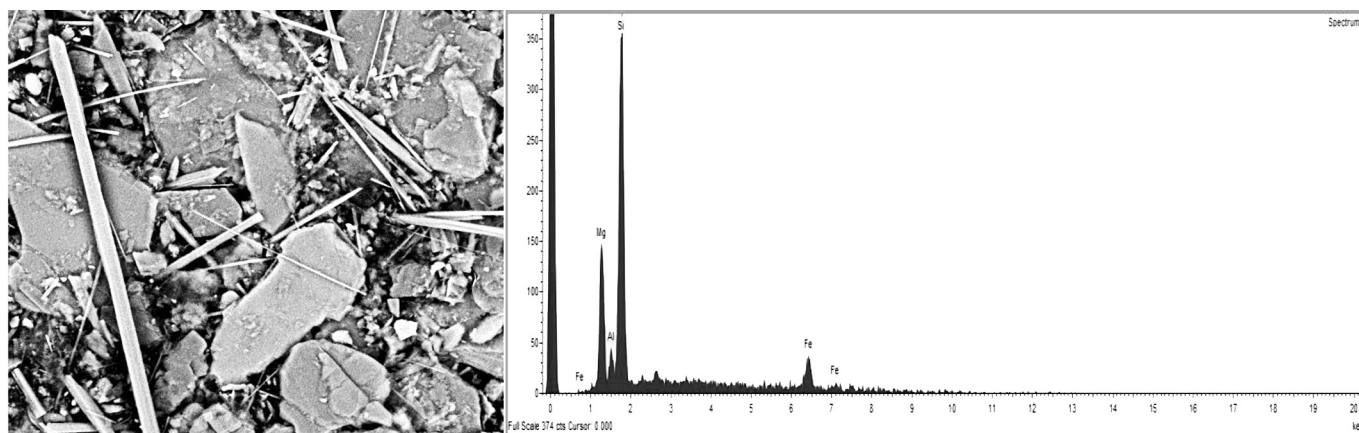 Spectrum
Si
350
300
250
200
150
Mg
100
50
Al
Fe
Fe
Fe
0
0 1 2 3 4 5 6 7 8 9 10 11 12 13 14 15 16 17 18 19 20
Full Scale 374 cts Cursor: 0.000
ke